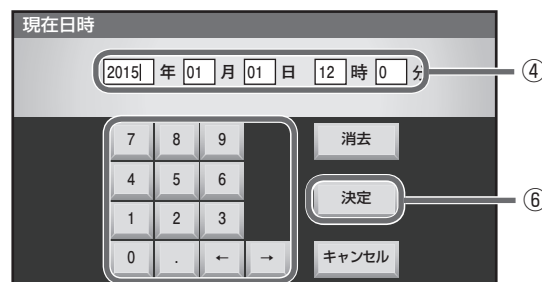 現在日時
2015 年 01 月 01 日 12 時 0 分
④
7 8 9 消去
4 5 6
決定
⑥
1 2 3
0 . ← → キャンセル